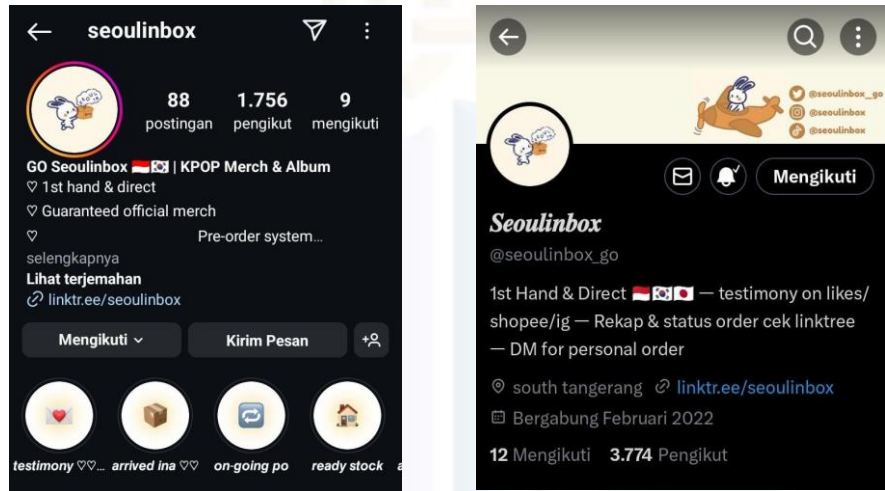 seoulinbox
88 1.756 9
postingan pengikut mengikuti
GO Seoulinbox 🇮🇩🇰🇷 | KPOP Merch & Album
♡ 1st hand & direct
♡ Guaranteed official merch
♡ Pre-order system...
selengkapnya
Lihat terjemahan
linktr.ee/seoulinbox
Mengikuti Kirim Pesan
testimony ♡♡... arrived ina ♡♡ on-going po ready stock a
@seoulinbox_go
@seoulinbox
@seoulinbox
Mengikuti
Seoulinbox
@seoulinbox_go
1st Hand & Direct 🇮🇩🇰🇷🇯🇵 — testimony on likes/
shopee/ig — Rekap & status order cek linktree
— DM for personal order
south tangerang linktr.ee/seoulinbox
Bergabung Februari 2022
12 Mengikuti 3.774 Pengikut